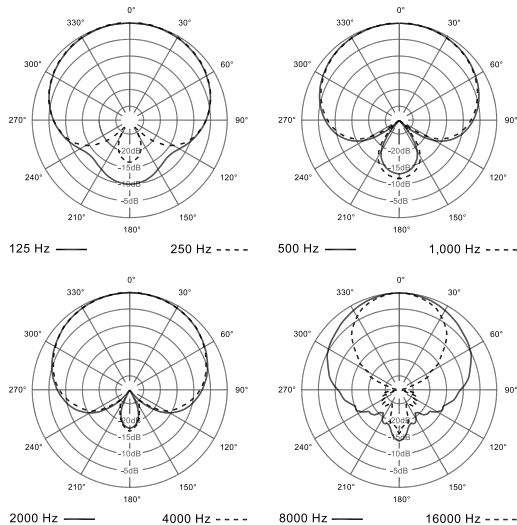 0° 0°
330° 30° 330° 30°
300° 60° 300° 60°
270° 90° 270° 90°
-20dB -20dB
-15dB -15dB
-10dB -10dB
240° 120° 240° 120°
-5dB -5dB
210° 150° 210° 150°
180° 180°
125 Hz 250 Hz 500 Hz 1,000 Hz
0° 0°
330° 30° 330° 30°
300° 60° 300° 60°
270° 90° 270° 90°
-20dB -20dB
-15dB -15dB
-10dB -10dB
240° 120° 240° 120°
-5dB -5dB
210° 150° 210° 150°
180° 180°
2000 Hz 4000 Hz 8000 Hz 16000 Hz